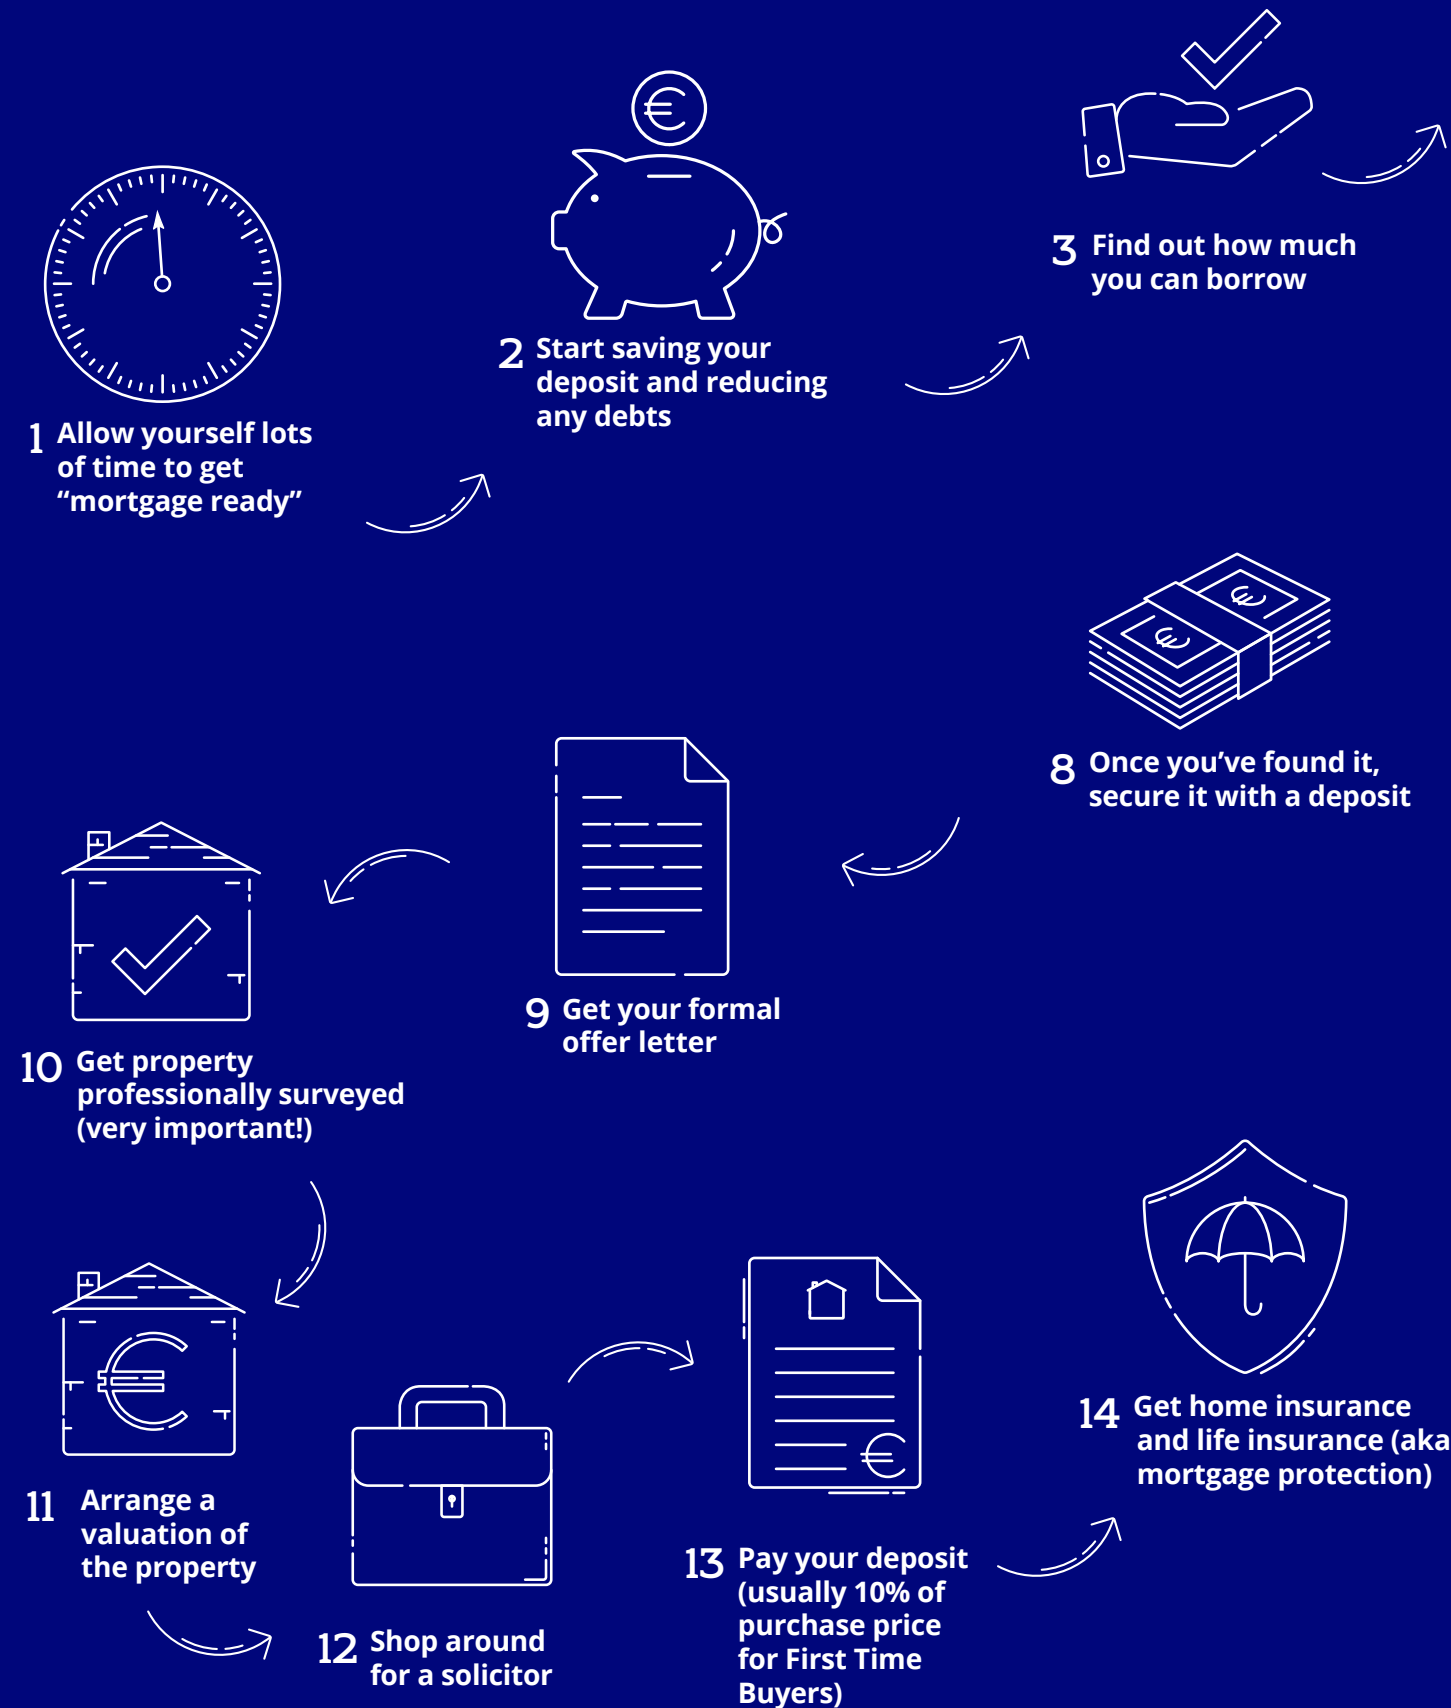 1 Allow yourself lots
of time to get
“mortgage ready”
2 Start saving your
deposit and reducing
any debts
3 Find out how much
you can borrow
8 Once you’ve found it,
secure it with a deposit
9 Get your formal
offer letter
10 Get property
professionally surveyed
(very important!)
11 Arrange a
valuation of
the property
12 Shop around
for a solicitor
13 Pay your deposit
(usually 10% of
purchase price
for First Time
Buyers)
14 Get home insurance
and life insurance (aka
mortgage protection)